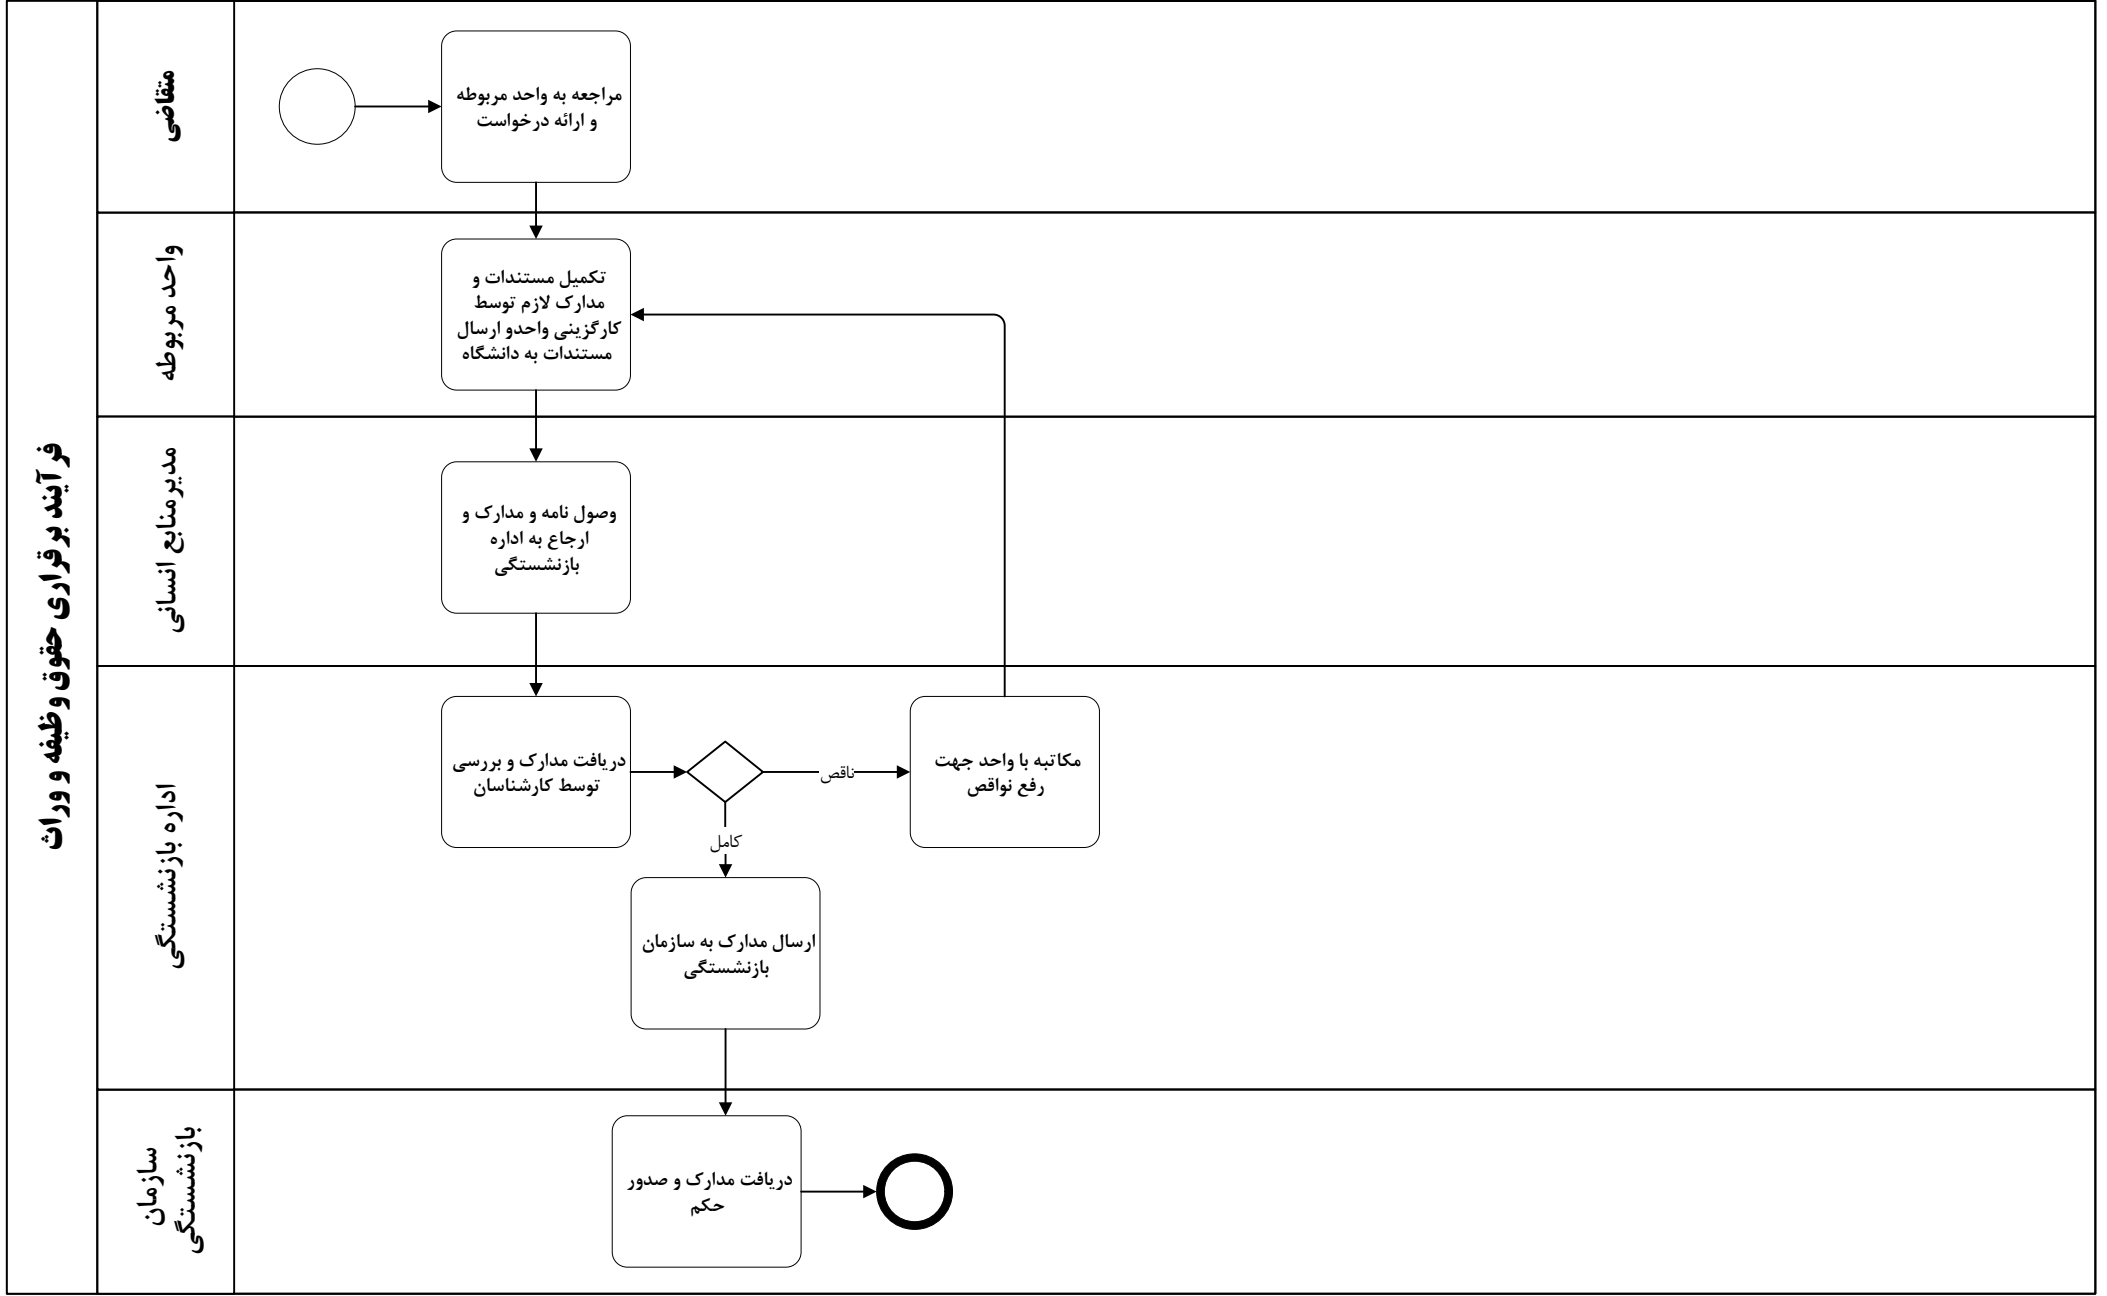 فرآیند برقراری حقوق وظیفه و وراث
متقاضی
مراجعه به واحد مربوطه
و ارائه درخواست
واحد مربوطه
تکمیل مستندات و
مدارک لازم توسط
کارگزینی واحدو ارسال
مستندات به دانشگاه
مدیرمنابع انسانی
وصول نامه و مدارک و
ارجاع به اداره
بازنشستگی
اداره بازنشستگی
دریافت مدارک و بررسی
توسط کارشناسان
ناقص
مکاتبه با واحد جهت
رفع نواقص
کامل
ارسال مدارک به سازمان
بازنشستگی
سازمان
بازنشستگی
دریافت مدارک و صدور
حکم